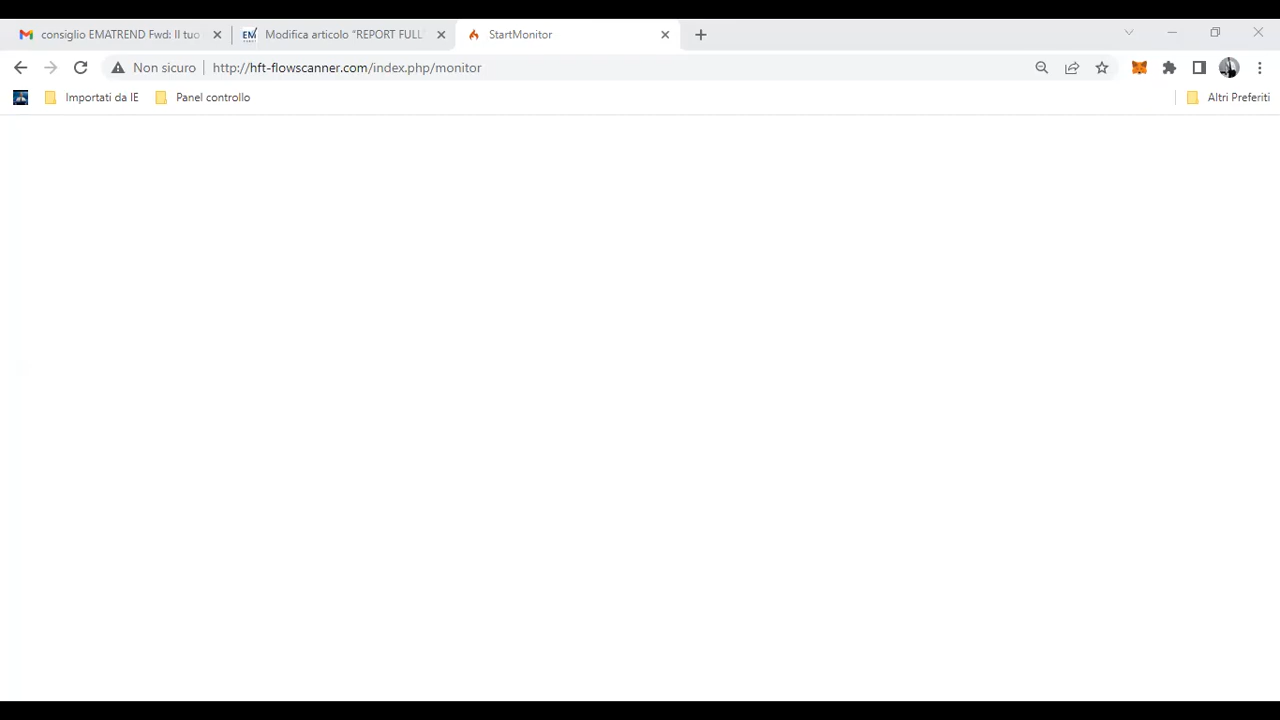 consiglio EMATREND Fwd: Il tuo
EM Modifica articolo "REPORT FULL
StartMonitor
Non sicuro
http://hft-flowscanner.com/index.php/monitor
Importati da IE
Panel controllo
Altri Preferiti